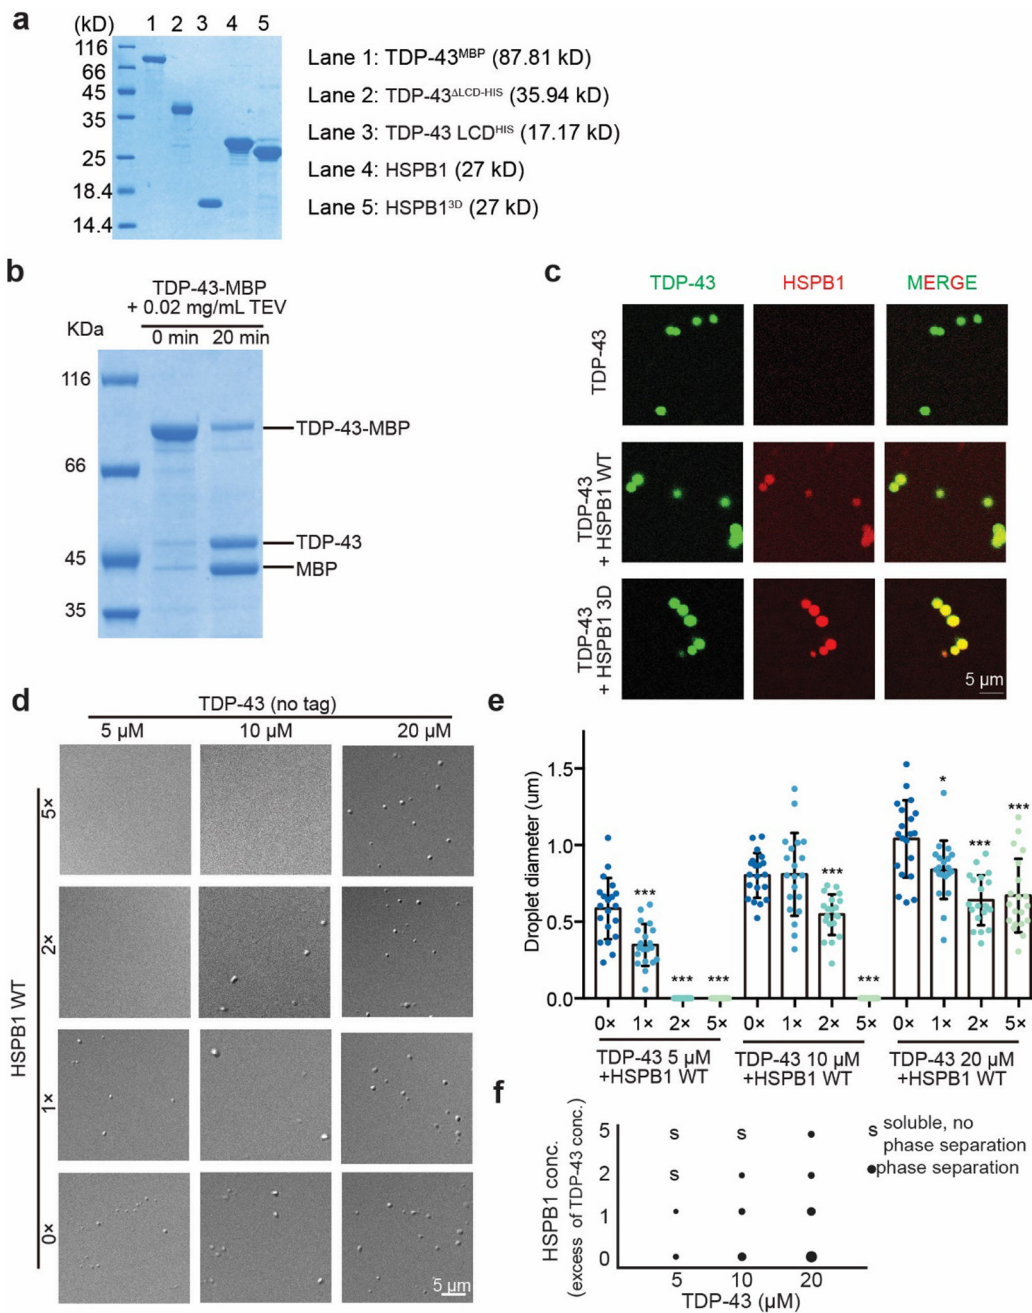 a
(kD) 1 2 3 4 5
116
66
45
35
25
18.4
14.4
Lane 1: TDP-43MBP (87.81 kD)
Lane 2: TDP-43ΔLCD-HIS (35.94 kD)
Lane 3: TDP-43 LCDHIS (17.17 kD)
Lane 4: HSPB1 (27 kD)
Lane 5: HSPB13D (27 kD)
b
TDP-43-MBP
+ 0.02 mg/mL TEV
KDa
0 min 20 min
116
66
45
35
TDP-43-MBP
TDP-43
MBP
c
TDP-43 HSPB1 MERGE
TDP-43
TDP-43
+ HSPB1 WT
TDP-43
+ HSPB1 3D
5 µm
d
TDP-43 (no tag)
5 µM 10 µM 20 µM
HSPB1 WT
5×
2×
1×
0×
5 µm
e
Droplet diameter (um)
1.5
1.0
0.5
0.0
*** *** ***
*** ***
* *** ***
0× 1× 2× 5× 0× 1× 2× 5× 0× 1× 2× 5×
TDP-43 5 µM
+HSPB1 WT
TDP-43 10 µM
+HSPB1 WT
TDP-43 20 µM
+HSPB1 WT
f
HSPB1 conc.
(excess of TDP-43 conc.)
5
2
1
0
s s
s
5 10 20
TDP-43 (µM)
s soluble, no
phase separation
phase separation